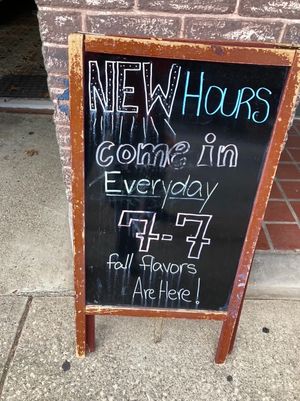 NEW HOURS
come in
Everyday
7-7
fall flavors
Are Here!